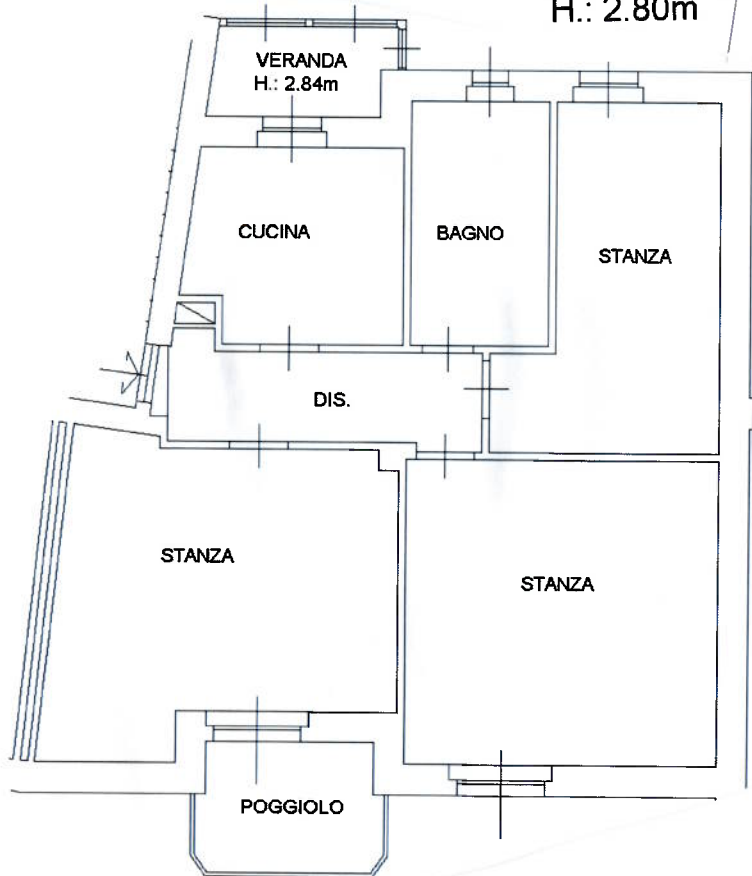 H.: 2.80m
VERANDA
H.: 2.84m
CUCINA
BAGNO
STANZA
DIS.
STANZA
STANZA
POGGIOLO